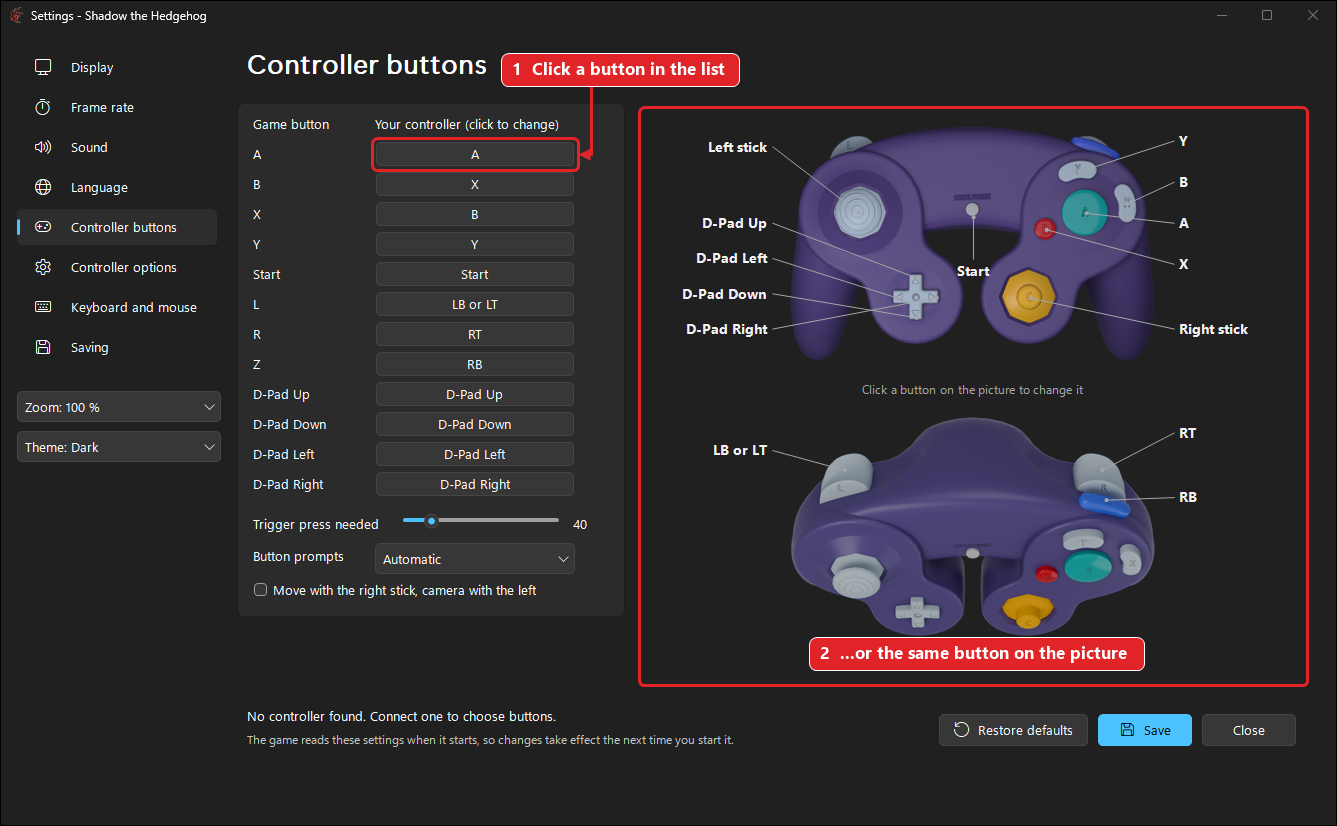 Settings - Shadow the Hedgehog
Display
Frame rate
Sound
Language
Controller buttons
Controller options
Keyboard and mouse
Saving
Zoom: 100 %
Theme: Dark
Controller buttons
1 Click a button in the list
Game button Your controller (click to change)
A A
B X
X B
Y Y
Start Start
L LB or LT
R RT
Z RB
D-Pad Up D-Pad Up
D-Pad Down D-Pad Down
D-Pad Left D-Pad Left
D-Pad Right D-Pad Right
Trigger press needed 40
Button prompts Automatic
Move with the right stick, camera with the left
Left stick
D-Pad Up
D-Pad Left
D-Pad Down
D-Pad Right
Start
Y
B
A
X
Right stick
L
Y
A
C
Click a button on the picture to change it
LB or LT
RT
RB
L
R
Y
X
A
C
2 ...or the same button on the picture
No controller found. Connect one to choose buttons.
The game reads these settings when it starts, so changes take effect the next time you start it.
Restore defaults
Save
Close